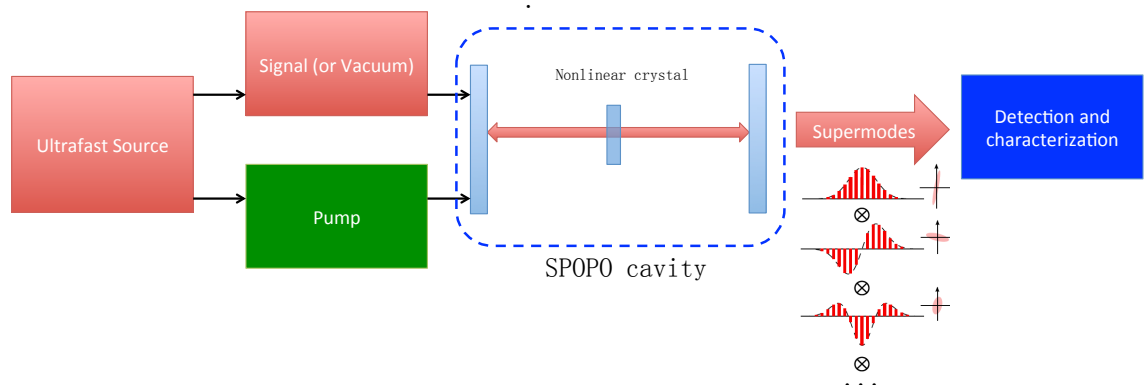 Ultrafast Source
Signal (or Vacuum)
Pump
Nonlinear crystal
SPOPO cavity
Supermodes
⊗
⊗
⊗
...
Detection and
characterization